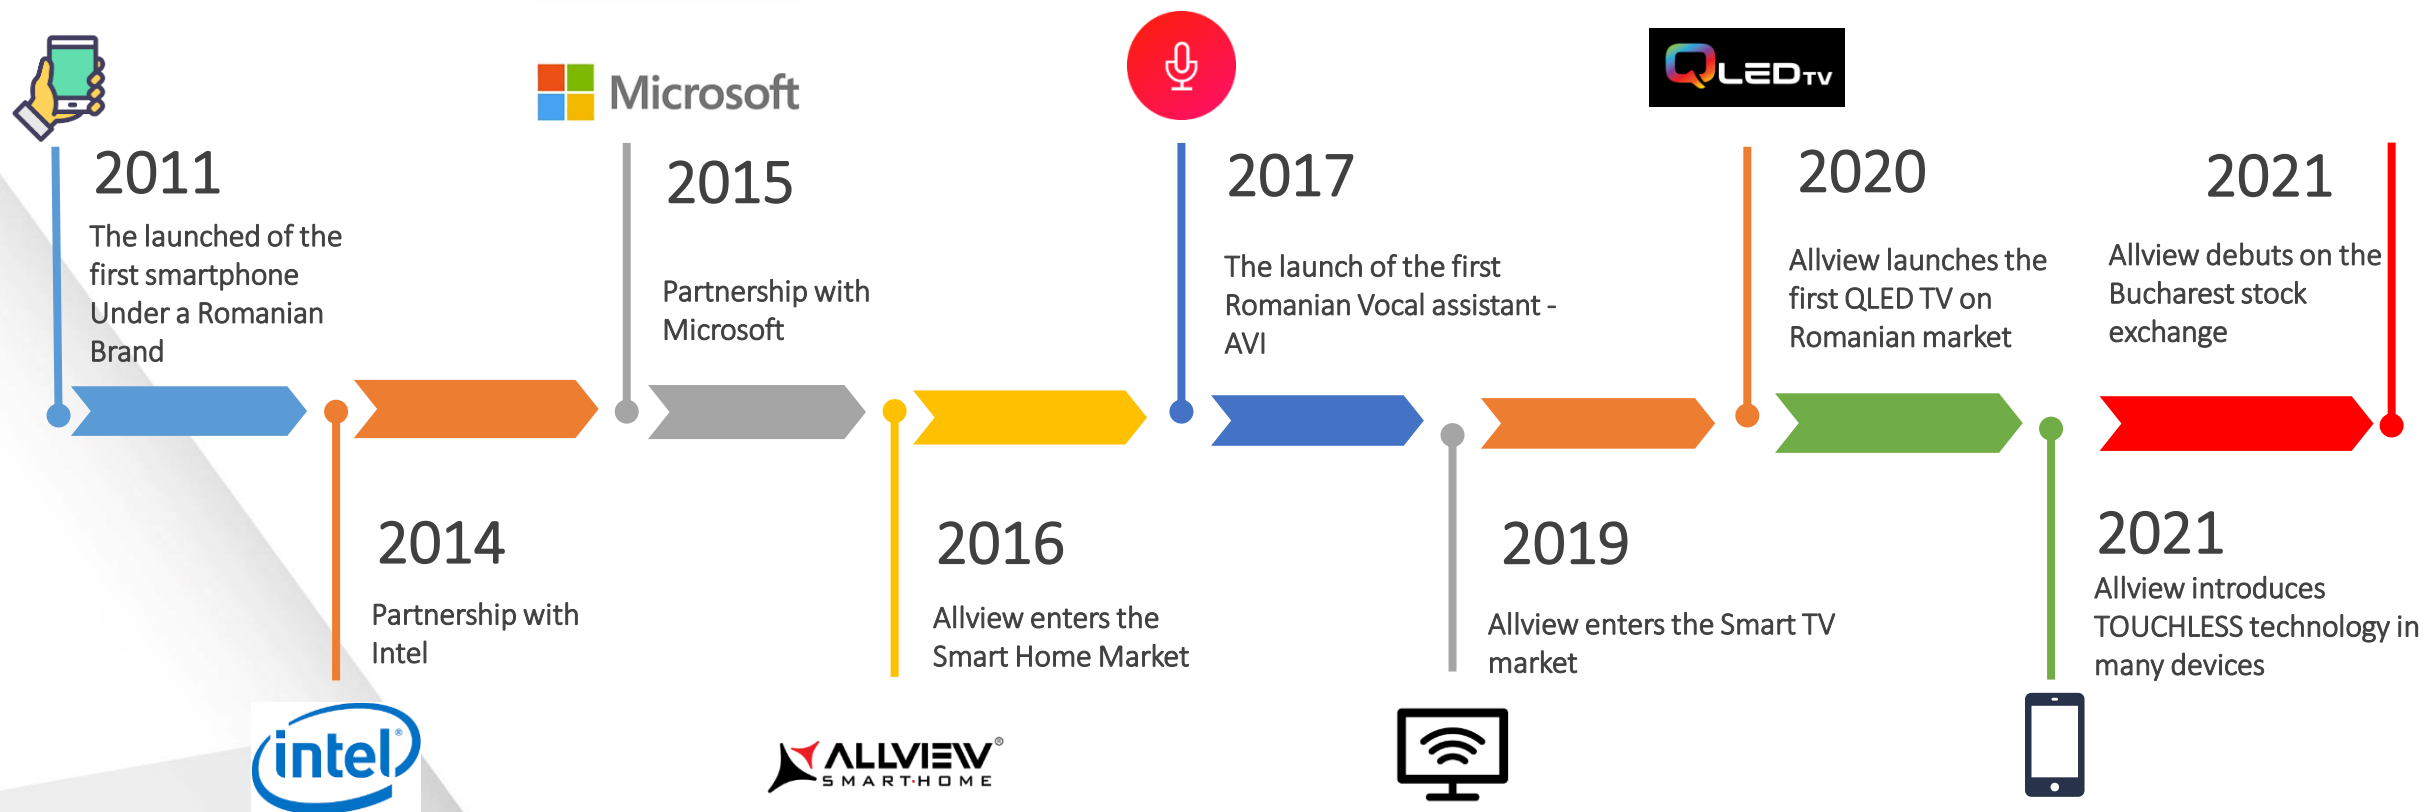 2011
The launched of the
first smartphone
Under a Romanian
Brand
2014
Partnership with
Intel
intel®
Microsoft
2015
Partnership with
Microsoft
2016
Allview enters the
Smart Home Market
ALLVIEW®
SMART·HOME
2017
The launch of the first
Romanian Vocal assistant -
AVI
2019
Allview enters the Smart TV
market
QLED TV
2020
Allview launches the
first QLED TV on
Romanian market
2021
Allview introduces
TOUCHLESS technology in
many devices
2021
Allview debuts on the
Bucharest stock
exchange